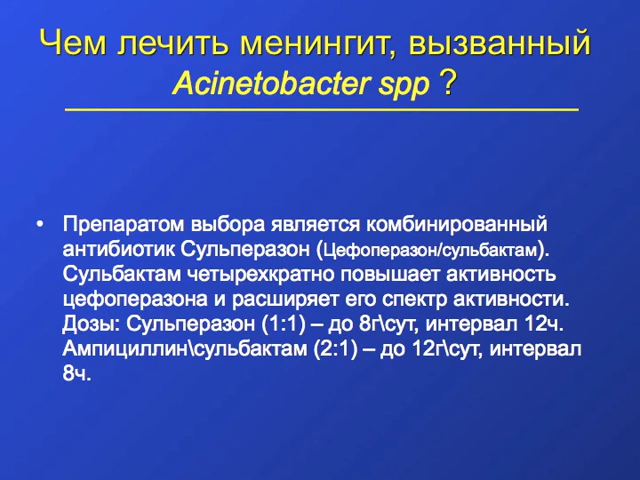 Чем лечить менингит, вызванный
Acinetobacter spp ?
• Препаратом выбора является комбинированный
антибиотик Сульперазон (Цефоперазон/сульбактам).
Сульбактам четырехкратно повышает активность
цефоперазона и расширяет его спектр активности.
Дозы: Сульперазон (1:1) – до 8г\сут, интервал 12ч.
Ампициллин\сульбактам (2:1) – до 12г\сут, интервал
8ч.